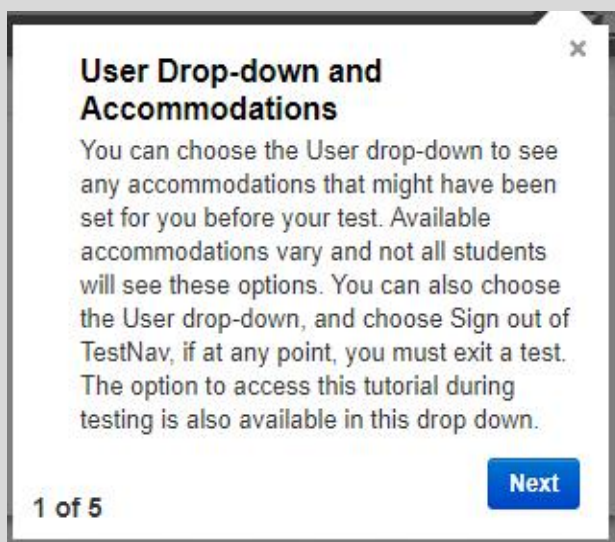 User Drop-down and
Accommodations
You can choose the User drop-down to see
any accommodations that might have been
set for you before your test. Available
accommodations vary and not all students
will see these options. You can also choose
the User drop-down, and choose Sign out of
TestNav, if at any point, you must exit a test.
The option to access this tutorial during
testing is also available in this drop down.
Next
1 of 5